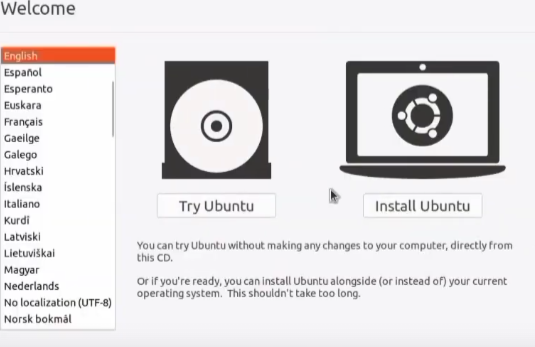 Welcome
English
Español
Esperanto
Euskara
Français
Gaeilge
Galego
Hrvatski
Íslenska
Italiano
Kurdî
Latviski
Lietuviškai
Magyar
Nederlands
No localization (UTF-8)
Norsk bokmål
Try Ubuntu
Install Ubuntu
You can try Ubuntu without making any changes to your computer, directly from
this CD.
Or if you're ready, you can install Ubuntu alongside (or instead of) your current
operating system. This shouldn't take too long.